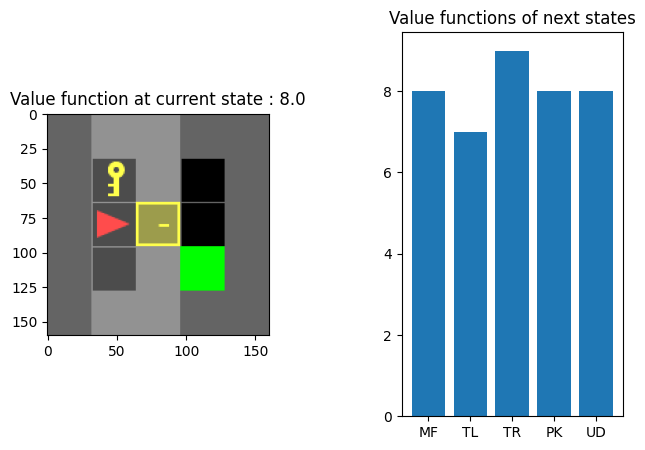 Value functions of next states
Value function at current state : 8.0
0
25
50
75
100
125
150
0
50
100
150
8
6
4
2
0
MF
TL
TR
PK
UD